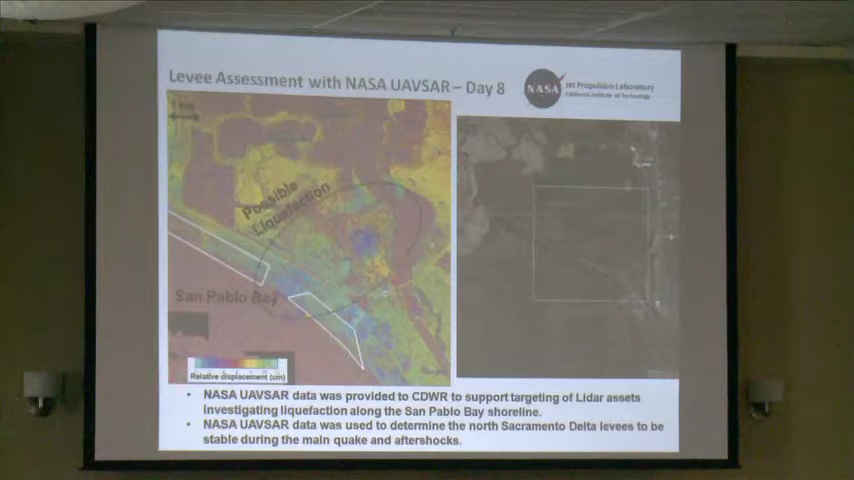 Levee Assessment with NASA UAVSAR – Day 8
NASA
Jet Propulsion Laboratory
California Institute of Technology
Possible
Liquefaction
San Pablo Bay
Relative displacement (cm)
• NASA UAVSAR data was provided to CDWR to support targeting of Lidar assets
investigating liquefaction along the San Pablo Bay shoreline.
• NASA UAVSAR data was used to determine the north Sacramento Delta levees to be
stable during the main quake and aftershocks.